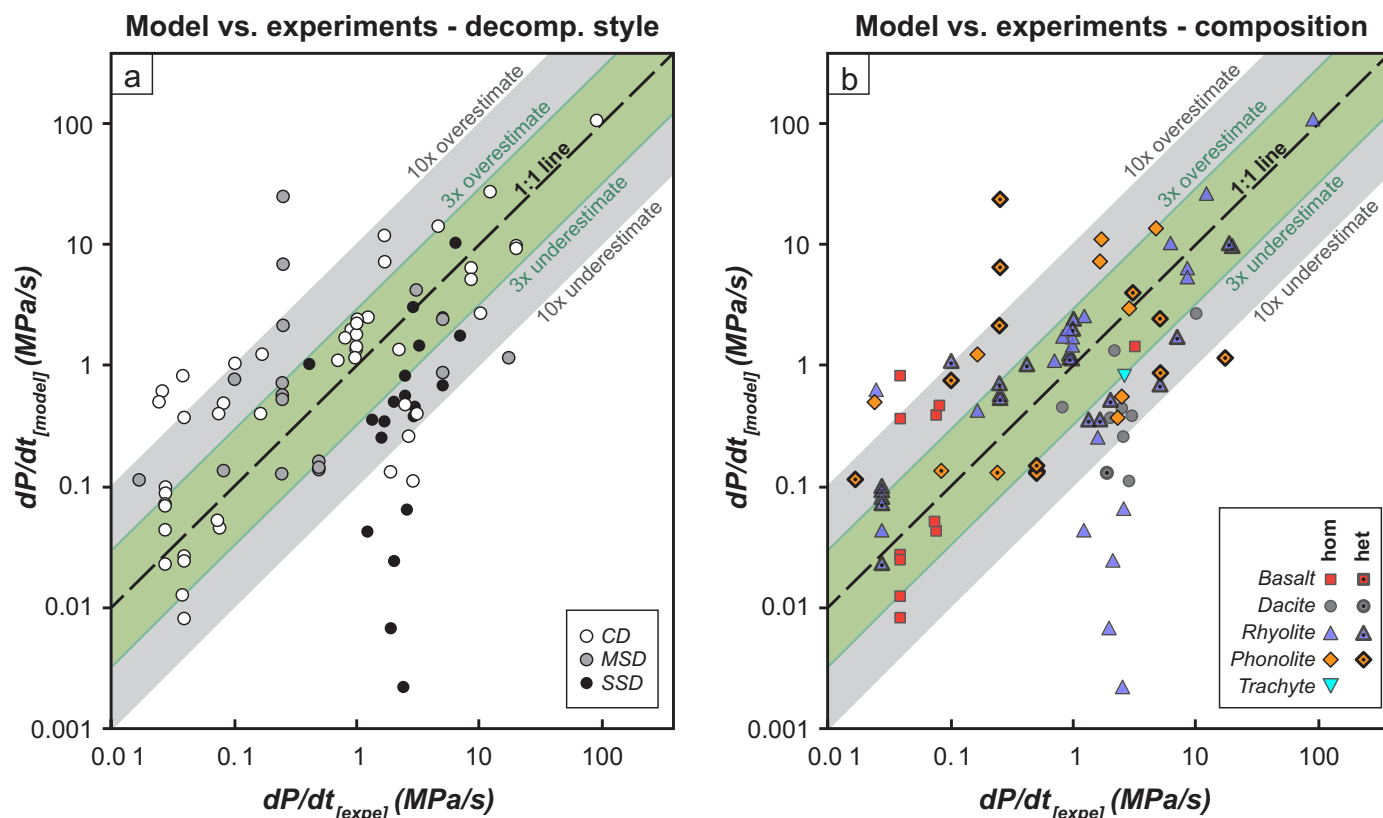 Model vs. experiments - decomp. style
a
10x overestimate
3x overestimate
1:1 line
3x underestimate
10x underestimate
100
10
1
0.1
0.01
0.001
dP/dt[model] (MPa/s)
CD
MSD
SSD
0.01
0.1
1
10
100
dP/dt[expe] (MPa/s)
Model vs. experiments - composition
b
10x overestimate
3x overestimate
1:1 line
3x underestimate
10x underestimate
100
10
1
0.1
0.01
0.001
dP/dt[model] (MPa/s)
hom het
Basalt
Dacite
Rhyolite
Phonolite
Trachyte
0.01
0.1
1
10
100
dP/dt[expe] (MPa/s)